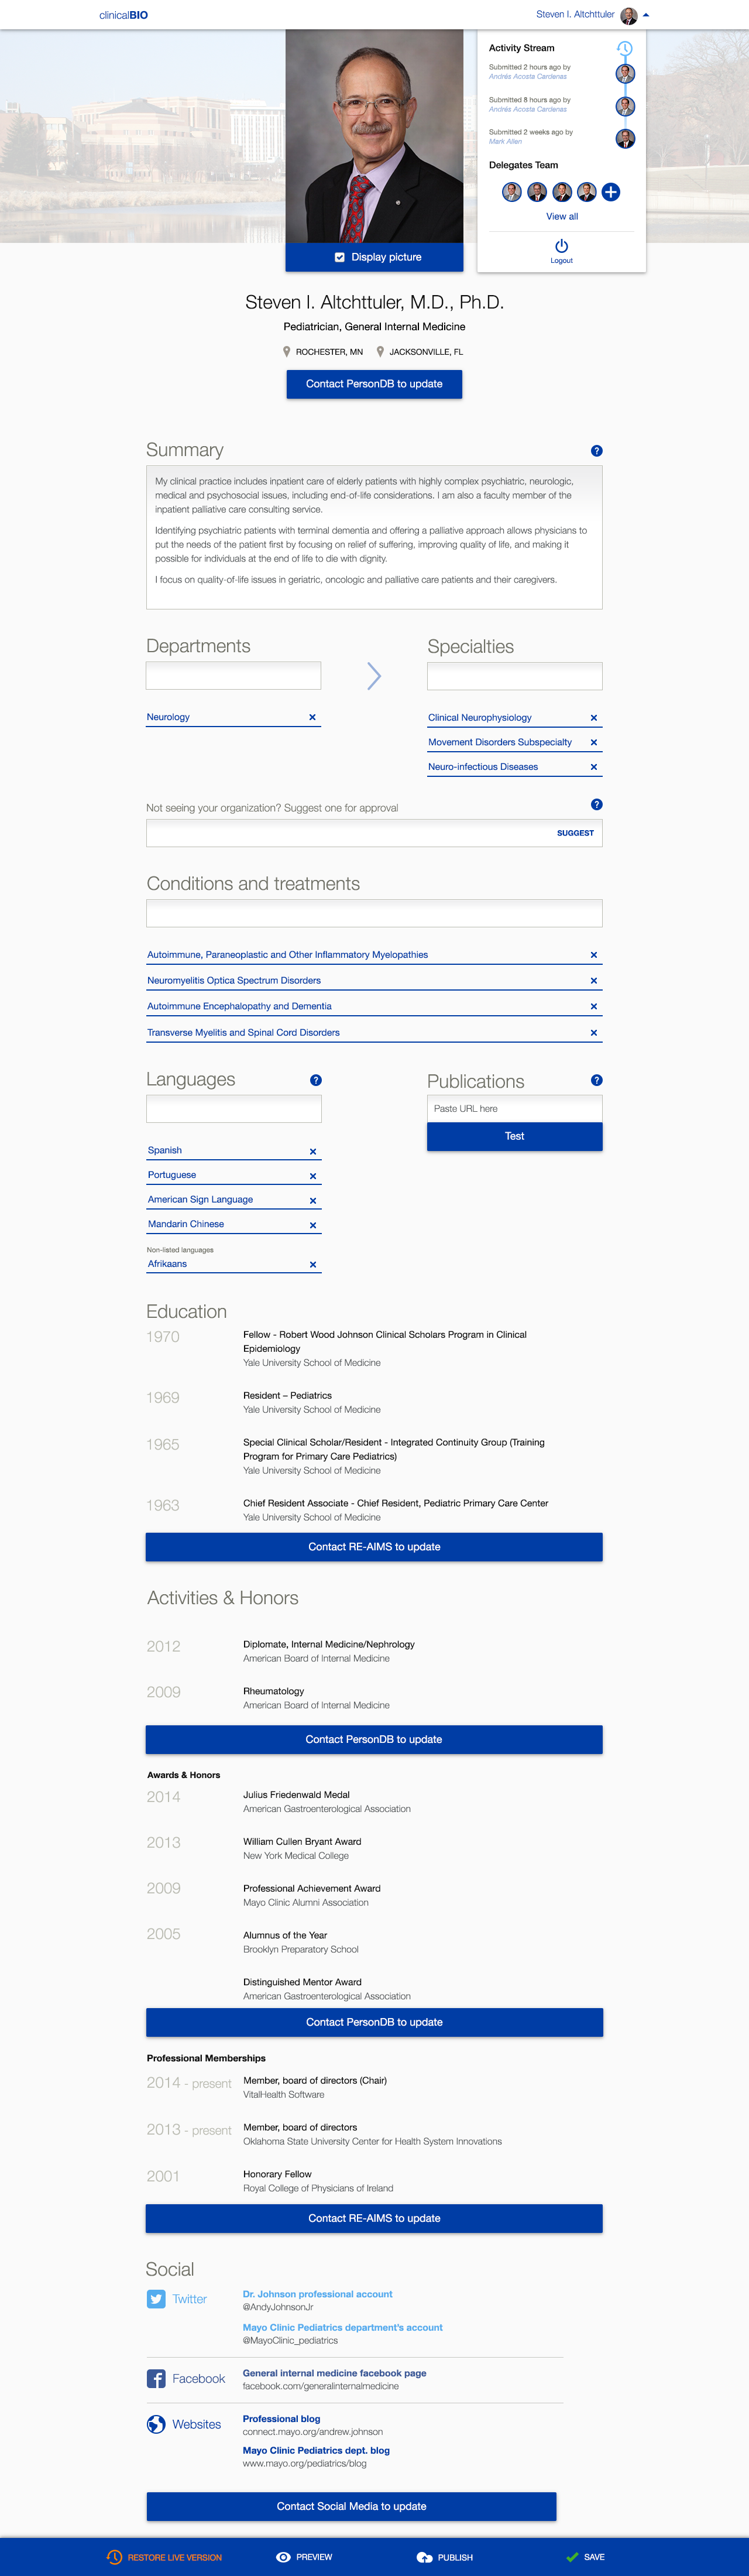 clinicalBIO
Steven I. Altchttuler
Activity Stream
Submitted 2 hours ago by
Andrés Acosta Cardenas
Submitted 8 hours ago by
Andrés Acosta Cardenas
Submitted 2 weeks ago by
Mark Allen
Delegates Team
View all
Logout
Display picture
Steven I. Altchttuler, M.D., Ph.D.
Pediatrician, General Internal Medicine
ROCHESTER, MN JACKSONVILLE, FL
Contact PersonDB to update
Summary
?
My clinical practice includes inpatient care of elderly patients with highly complex psychiatric, neurologic,
medical and psychosocial issues, including end-of-life considerations. I am also a faculty member of the
inpatient palliative care consulting service.
Identifying psychiatric patients with terminal dementia and offering a palliative approach allows physicians to
put the needs of the patient first by focusing on relief of suffering, improving quality of life, and making it
possible for individuals at the end of life to die with dignity.
I focus on quality-of-life issues in geriatric, oncologic and palliative care patients and their caregivers.
Departments
Neurology
Specialties
Clinical Neurophysiology
Movement Disorders Subspecialty
Neuro-infectious Diseases
Not seeing your organization? Suggest one for approval
?
SUGGEST
Conditions and treatments
Autoimmune, Paraneoplastic and Other Inflammatory Myelopathies
Neuromyelitis Optica Spectrum Disorders
Autoimmune Encephalopathy and Dementia
Transverse Myelitis and Spinal Cord Disorders
Languages
?
Spanish
Portuguese
American Sign Language
Mandarin Chinese
Non-listed languages
Afrikaans
Publications
?
Paste URL here
Test
Education
1970
Fellow - Robert Wood Johnson Clinical Scholars Program in Clinical
Epidemiology
Yale University School of Medicine
1969
Resident – Pediatrics
Yale University School of Medicine
1965
Special Clinical Scholar/Resident - Integrated Continuity Group (Training
Program for Primary Care Pediatrics)
Yale University School of Medicine
1963
Chief Resident Associate - Chief Resident, Pediatric Primary Care Center
Yale University School of Medicine
Contact RE-AIMS to update
Activities & Honors
2012
Diplomate, Internal Medicine/Nephrology
American Board of Internal Medicine
2009
Rheumatology
American Board of Internal Medicine
Contact PersonDB to update
Awards & Honors
2014
Julius Friedenwald Medal
American Gastroenterological Association
2013
William Cullen Bryant Award
New York Medical College
2009
Professional Achievement Award
Mayo Clinic Alumni Association
2005
Alumnus of the Year
Brooklyn Preparatory School
Distinguished Mentor Award
American Gastroenterological Association
Contact PersonDB to update
Professional Memberships
2014 - present
Member, board of directors (Chair)
VitalHealth Software
2013 - present
Member, board of directors
Oklahoma State University Center for Health System Innovations
2001
Honorary Fellow
Royal College of Physicians of Ireland
Contact RE-AIMS to update
Social
Twitter
Dr. Johnson professional account
@AndyJohnsonJr
Mayo Clinic Pediatrics department's account
@MayoClinic_pediatrics
Facebook
General internal medicine facebook page
facebook.com/generalinternalmedicine
Websites
Professional blog
connect.mayo.org/andrew.johnson
Mayo Clinic Pediatrics dept. blog
www.mayo.org/pediatrics/blog
Contact Social Media to update
RESTORE LIVE VERSION
PREVIEW
PUBLISH
SAVE